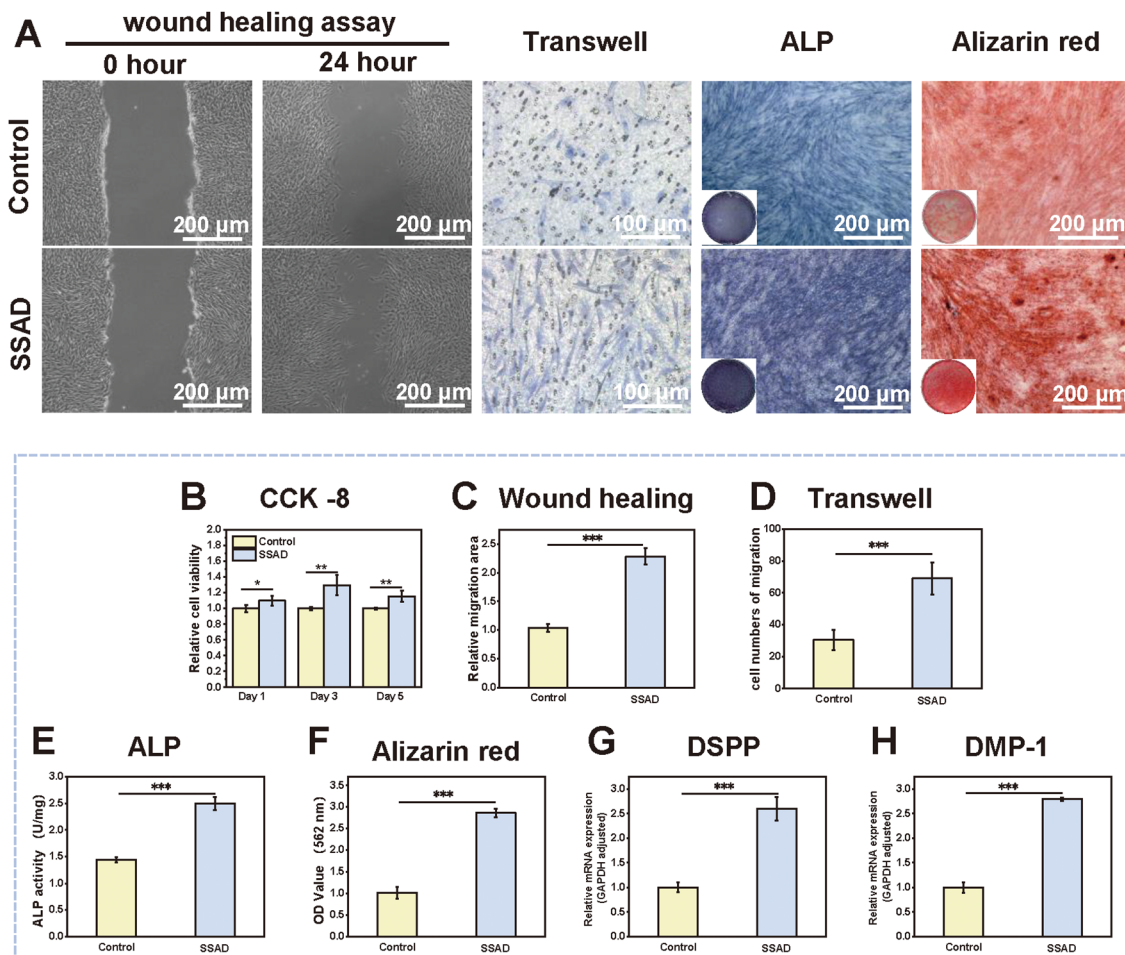 A
wound healing assay
0 hour
24 hour
Transwell
ALP
Alizarin red
Control
200 µm
200 µm
100 µm
200 µm
200 µm
SSAD
200 µm
200 µm
100 µm
200 µm
200 µm
B CCK -8
Relative cell viability
2.0
1.8
1.6
1.4
1.2
1.0
0.8
0.6
0.4
0.2
0.0
Control
SSAD
*
**
**
Day 1
Day 3
Day 5
C Wound healing
Relative migration area
2.5
2.0
1.5
1.0
0.5
0.0
***
Control
SSAD
D Transwell
cell numbers of migration
100
80
60
40
20
0
***
Control
SSAD
E ALP
ALP activity (U/mg)
3.0
2.5
2.0
1.5
1.0
0.5
0.0
***
Control
SSAD
F Alizarin red
OD Value (562 nm)
3.5
3.0
2.5
2.0
1.5
1.0
0.5
0.0
***
Control
SSAD
G DSPP
Relative mRNA expression
(GAPDH adjusted)
3.0
2.5
2.0
1.5
1.0
0.5
0.0
***
Control
SSAD
H DMP-1
Relative mRNA expression
(GAPDH adjusted)
3.0
2.5
2.0
1.5
1.0
0.5
0.0
***
Control
SSAD